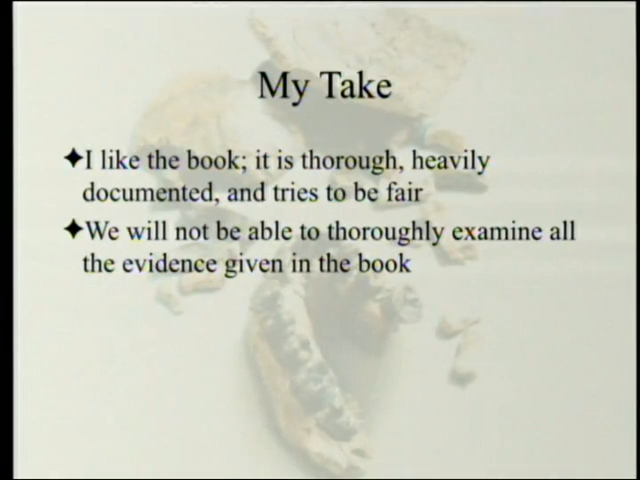 My Take
✦I like the book; it is thorough, heavily
documented, and tries to be fair
✦We will not be able to thoroughly examine all
the evidence given in the book